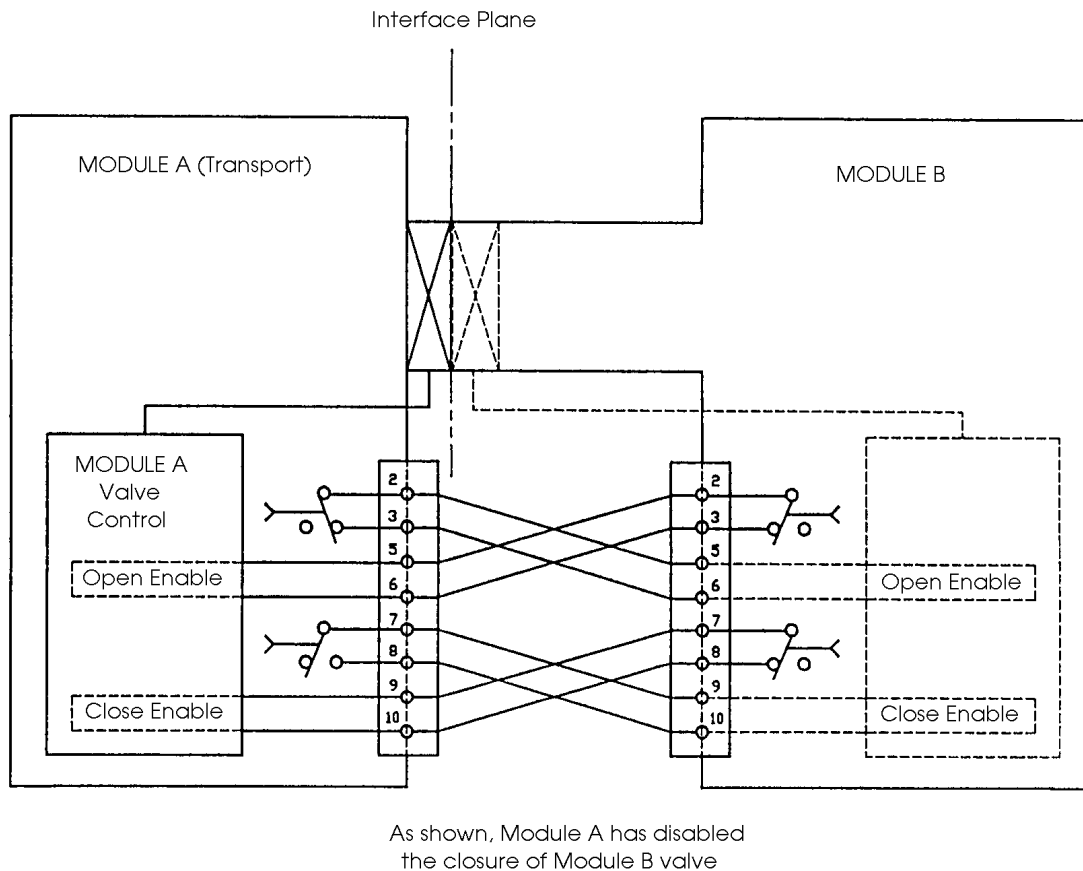 Interface Plane
MODULE A (Transport)
MODULE B
MODULE A
Valve
Control
2
3
5
Open Enable
6
7
8
9
Close Enable
10
2
3
5
Open Enable
6
7
8
9
Close Enable
10
As shown, Module A has disabled
the closure of Module B valve